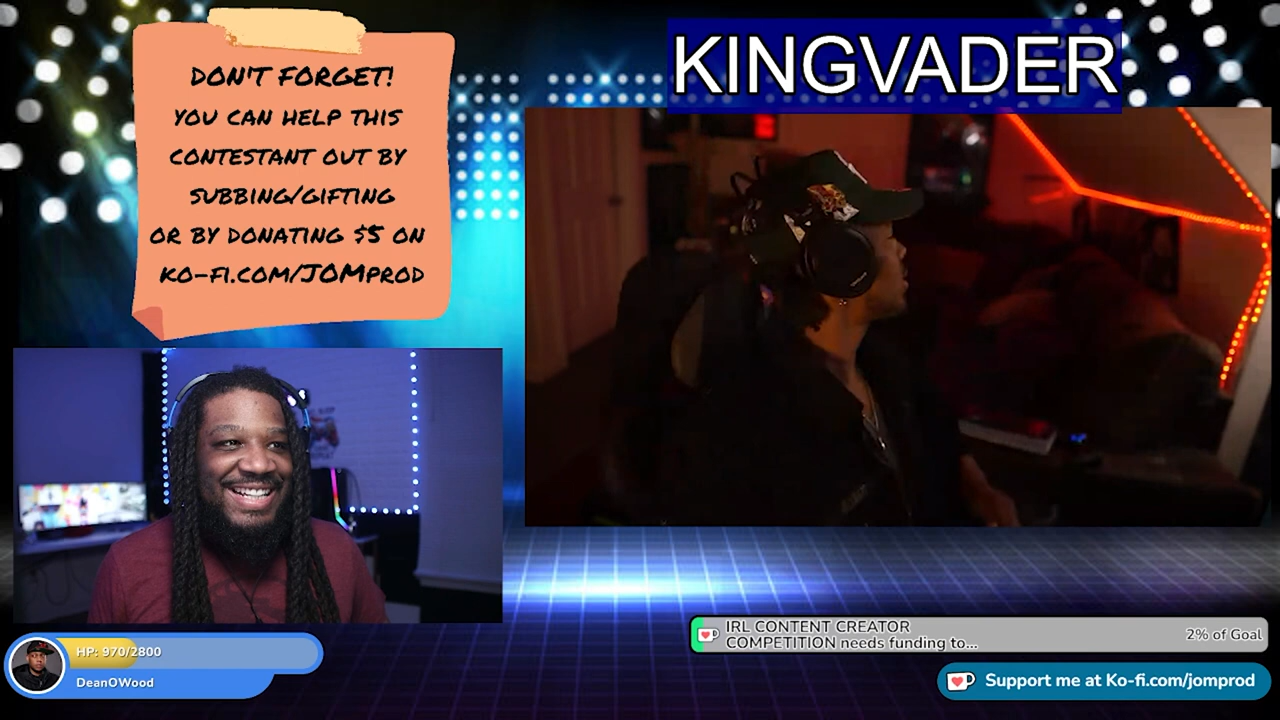 DON'T FORGET!
YOU CAN HELP THIS
CONTESTANT OUT BY
SUBBING/GIFTING
OR BY DONATING $5 ON
KO-FI.COM/JOMPROD
KINGVADER
HP: 970/2800
DeanOWood
IRL CONTENT CREATOR
COMPETITION needs funding to...
2% of Goal
Support me at Ko-fi.com/jomprod